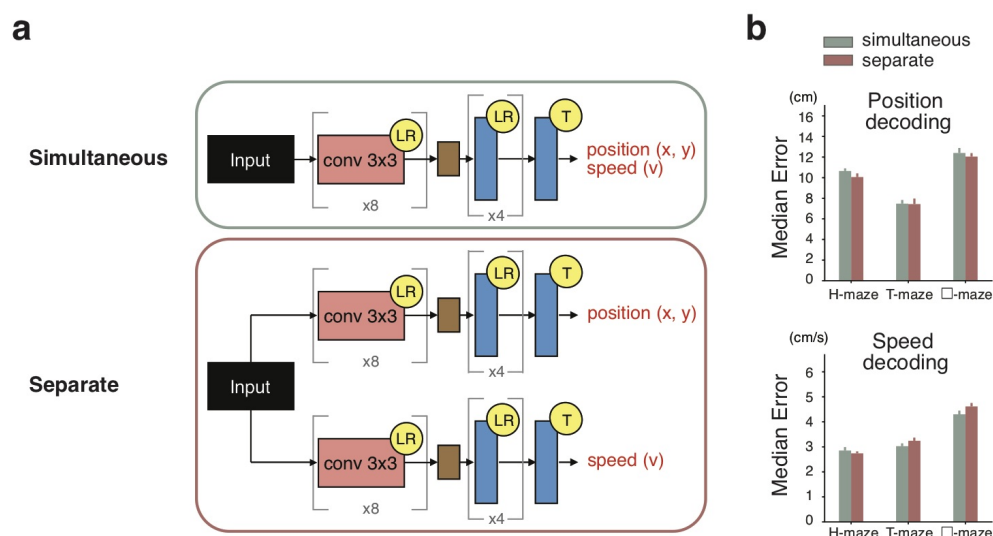 a
Simultaneous
Input
conv 3x3
LR
x8
LR
x4
T
position (x, y)
speed (v)
Separate
Input
conv 3x3
LR
x8
LR
x4
T
position (x, y)
conv 3x3
LR
x8
LR
x4
T
speed (v)
b
simultaneous
separate
(cm)
Position
decoding
Median Error
16
14
12
10
8
6
4
2
0
H-maze T-maze □-maze
(cm/s)
Speed
decoding
Median Error
6
5
4
3
2
1
0
H-maze T-maze □-maze